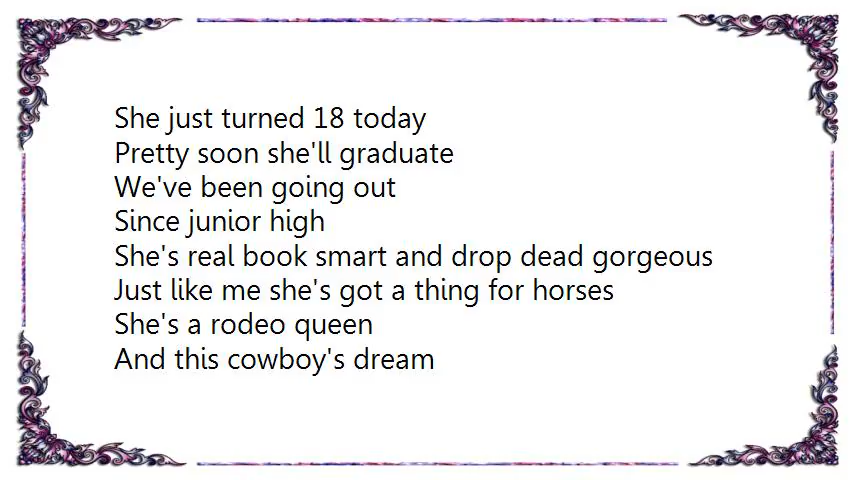 She just turned 18 today
Pretty soon she'll graduate
We've been going out
Since junior high
She's real book smart and drop dead gorgeous
Just like me she's got a thing for horses
She's a rodeo queen
And this cowboy's dream